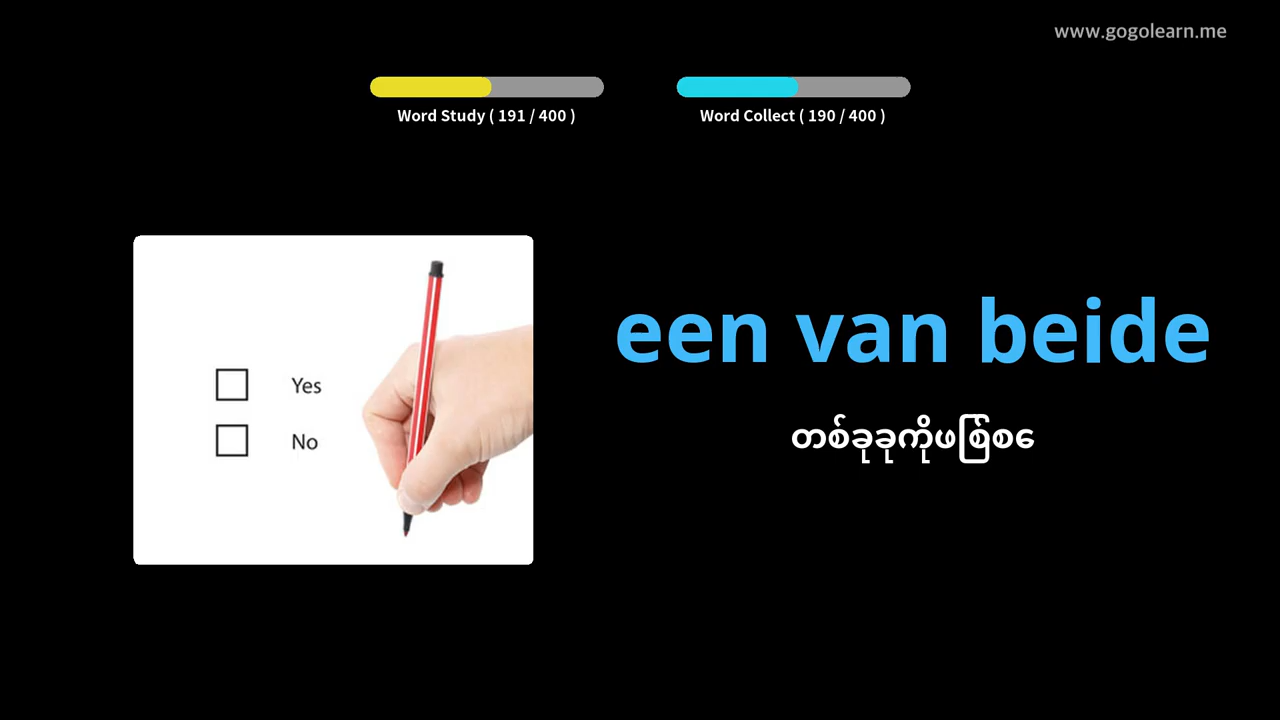 www.gogolearn.me
Word Study ( 191 / 400 )
Word Collect ( 190 / 400 )
Yes
No
een van beide
တစ်ခုခုကိုဖြစ်စေ